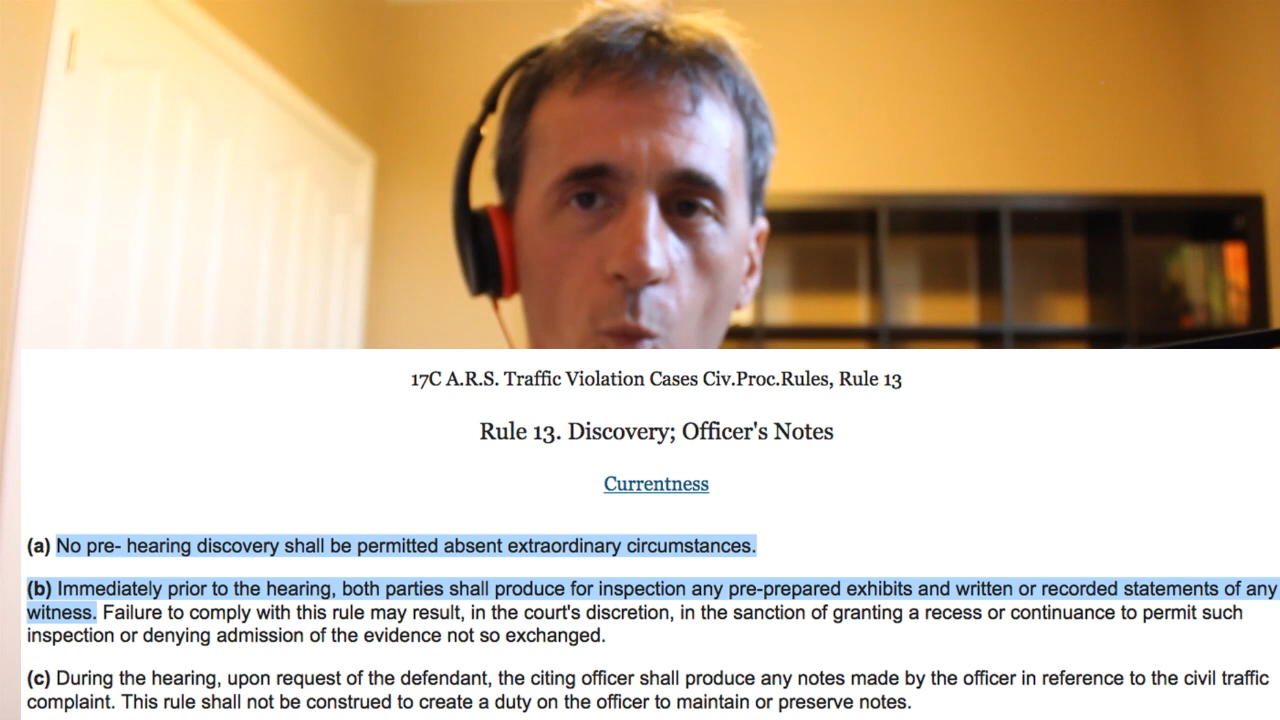 17C A.R.S. Traffic Violation Cases Civ.Proc.Rules, Rule 13
Rule 13. Discovery; Officer's Notes
Currentness
(a) No pre- hearing discovery shall be permitted absent extraordinary circumstances.
(b) Immediately prior to the hearing, both parties shall produce for inspection any pre-prepared exhibits and written or recorded statements of any
witness. Failure to comply with this rule may result, in the court's discretion, in the sanction of granting a recess or continuance to permit such
inspection or denying admission of the evidence not so exchanged.
(c) During the hearing, upon request of the defendant, the citing officer shall produce any notes made by the officer in reference to the civil traffic
complaint. This rule shall not be construed to create a duty on the officer to maintain or preserve notes.